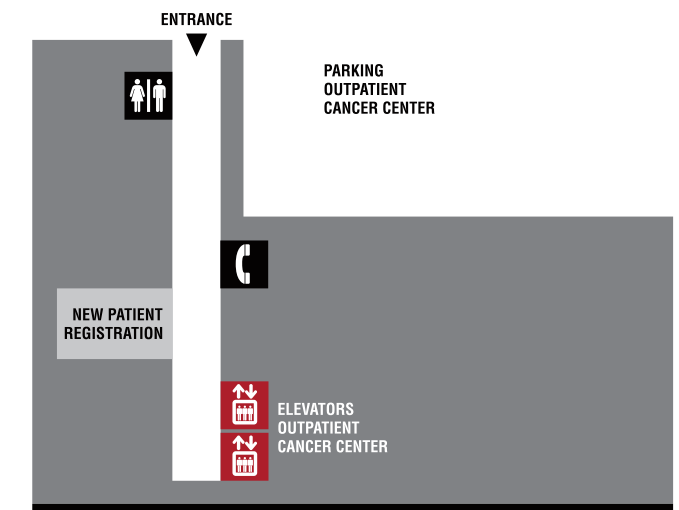 ENTRANCE
PARKING
OUTPATIENT
CANCER CENTER
NEW PATIENT
REGISTRATION
ELEVATORS
OUTPATIENT
CANCER CENTER